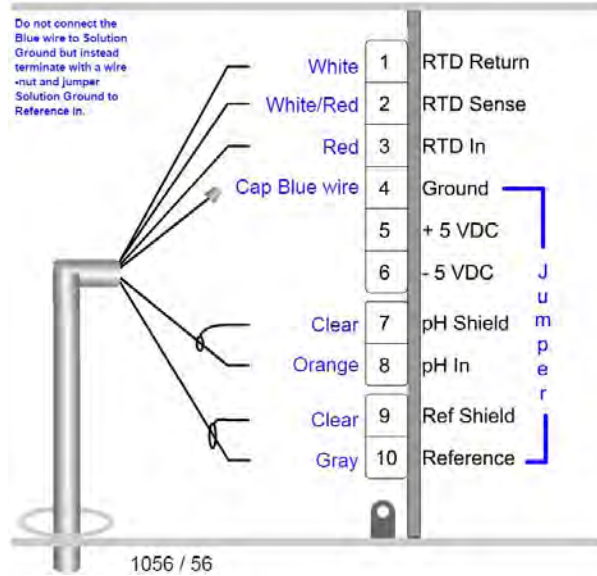 Do not connect the
Blue wire to Solution
Ground but instead
terminate with a wire
-nut and jumper
Solution Ground to
Reference In.
White 1 RTD Return
White/Red 2 RTD Sense
Red 3 RTD In
Cap Blue wire 4 Ground
5 + 5 VDC
6 - 5 VDC
Clear 7 pH Shield
Orange 8 pH In
Clear 9 Ref Shield
Gray 10 Reference
Jumper
1056 / 56